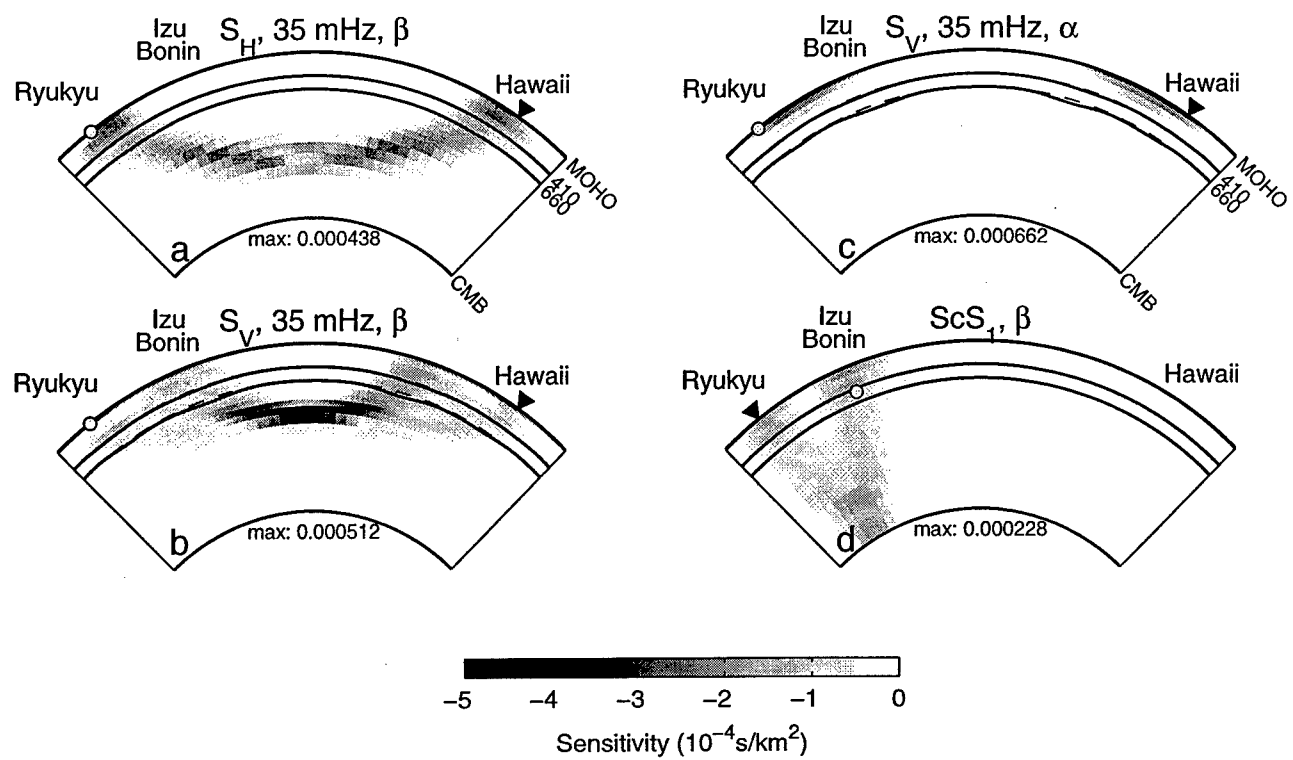 Izu
Bonin
S_H, 35 mHz, β
Ryukyu
Hawaii
MOHO
410
660
max: 0.000438
a
CMB
Izu
Bonin
S_V, 35 mHz, α
Ryukyu
Hawaii
MOHO
410
660
max: 0.000662
c
CMB
Izu
Bonin
S_V, 35 mHz, β
Ryukyu
Hawaii
max: 0.000512
b
Izu
Bonin
ScS_1, β
Ryukyu
Hawaii
max: 0.000228
d
−5 −4 −3 −2 −1 0
Sensitivity (10^−4 s/km^2)